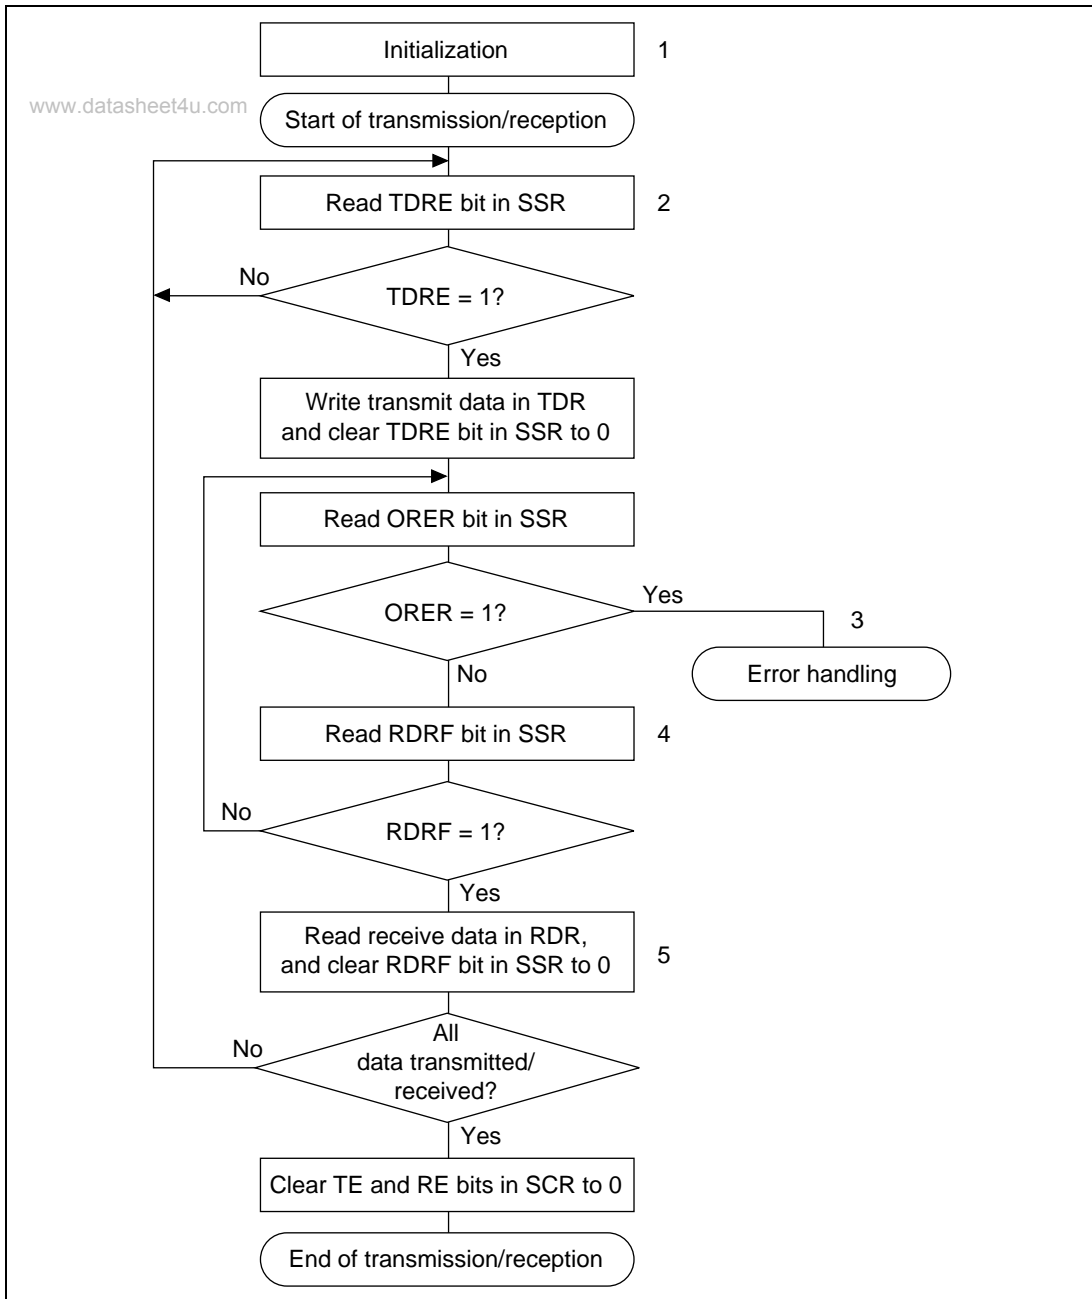 Initialization
1
www.datasheet4u.com
Start of transmission/reception
Read TDRE bit in SSR
2
No
TDRE = 1?
Yes
Write transmit data in TDR
and clear TDRE bit in SSR to 0
Read ORER bit in SSR
Yes
ORER = 1?
3
No
Error handling
Read RDRF bit in SSR
4
No
RDRF = 1?
Yes
Read receive data in RDR,
and clear RDRF bit in SSR to 0
5
All
No
data transmitted/
received?
Yes
Clear TE and RE bits in SCR to 0
End of transmission/reception